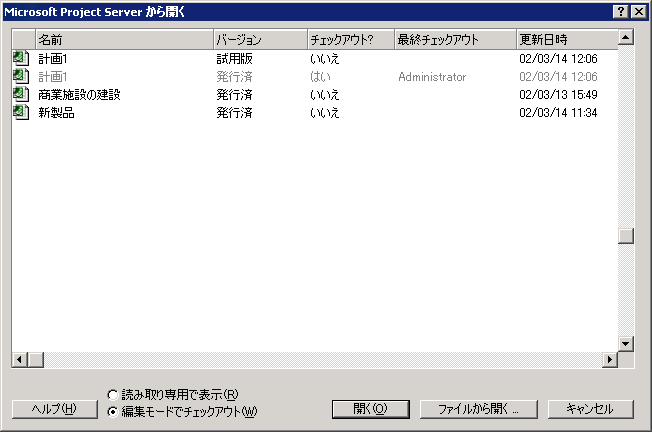 Microsoft Project Server から開く
名前 バージョン チェックアウト? 最終チェックアウト 更新日時
計画1 試用版 いいえ 02/03/14 12:06
計画1 発行済 はい Administrator 02/03/14 12:06
商業施設の建設 発行済 いいえ 02/03/13 15:49
新製品 発行済 いいえ 02/03/14 11:34
読み取り専用で表示(R)
編集モードでチェックアウト(W)
ヘルプ(H) 開く(O) ファイルから開く... キャンセル